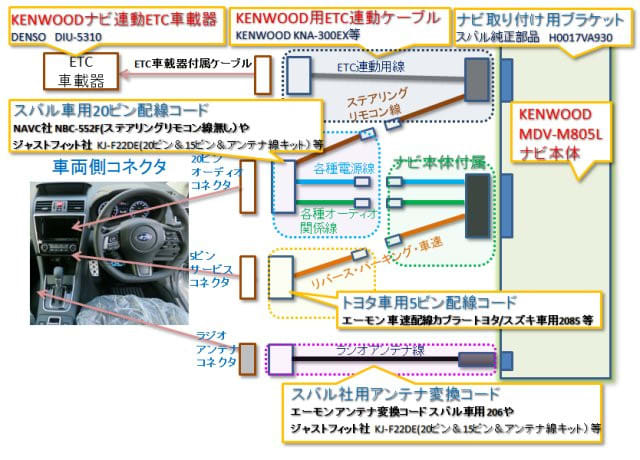 KENWOODナビ連動ETC車載器
DENSO DIU-5310
KENWOOD用ETC連動ケーブル
KENWOOD KNA-300EX等
ナビ取り付け用ブラケット
スバル純正部品 H0017VA930
ETC
車載器
ETC車載器付属ケーブル
ETC連動用線
ステアリング
リモコン線
スバル車用20ピン配線コード
NAVC社 NBC-552F(ステアリングリモコン線無し)や
ジャストフィット社 KJ-F22DE(20ピン&15ピン&アンテナ線キット)等
KENWOOD
MDV-M805L
ナビ本体
車両側コネクタ
20ピン
オーディオ
コネクタ
各種電源線
ナビ本体付属
各種オーディオ
関係線
5ピン
サービス
コネクタ
リバース・パーキング・車速
トヨタ車用5ピン配線コード
エーモン 車速配線カプラートヨタ/スズキ車用2085 等
ラジオ
アンテナ
コネクタ
ラジオアンテナ線
スバル社用アンテナ変換コード
エーモンアンテナ変換コード スバル車用 206や
ジャストフィット社 KJ-F22DE(20ピン&15ピン&アンテナ線キット) 等